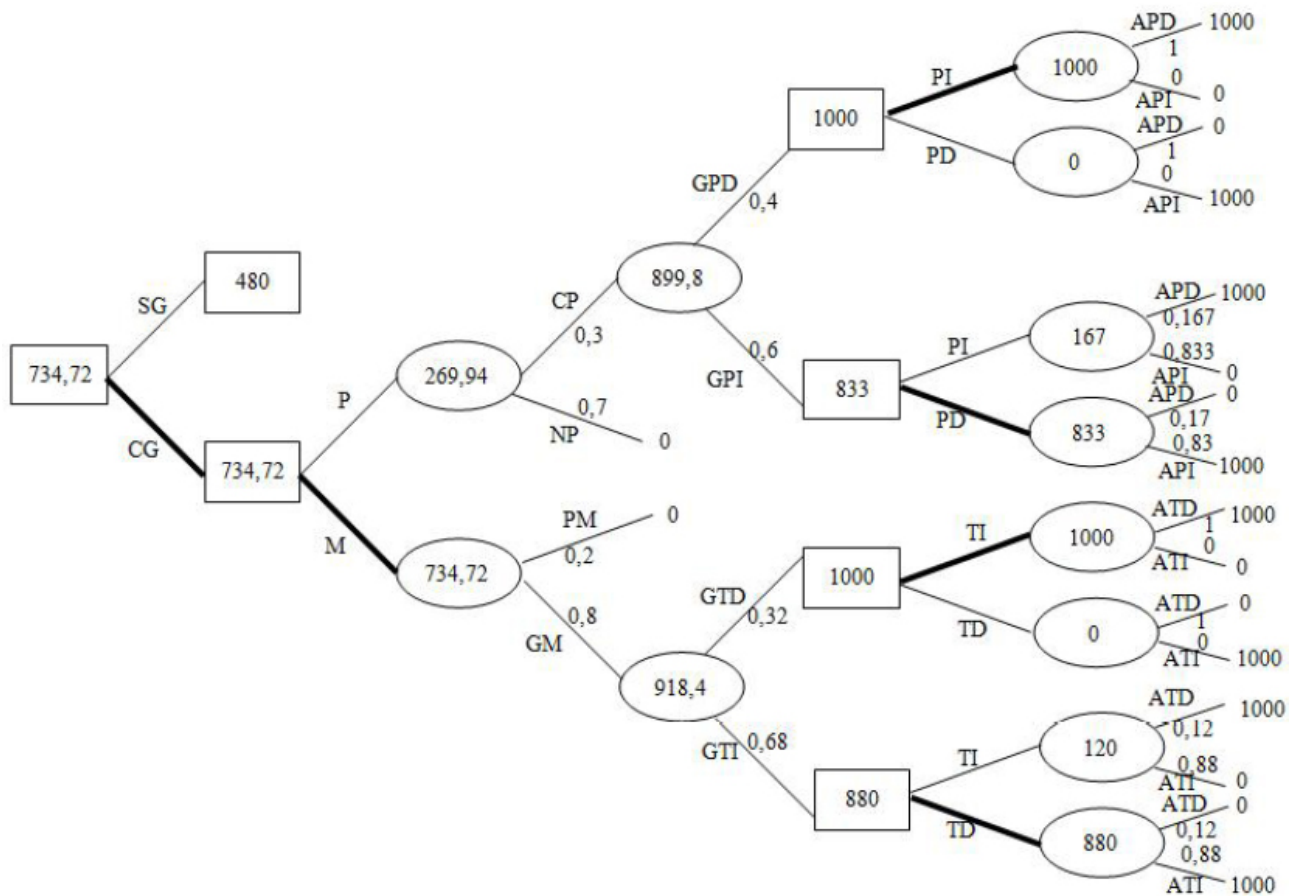 APD 1000
1
PI
1000
0
API 0
1000
APD 0
1
PD
0
0
API 1000
GPD
0,4
480
SG
CP
899,8
0,3
APD 1000
0,167
PI
167
0,833
API 0
734,72
269,94
0,6
GPI
833
P
0,7
NP
0
APD 0
0,17
PD
833
0,83
API 1000
CG
734,72
M
PM
0
0,2
734,72
ATD 1000
1
TI
1000
0
ATI 0
GTD
1000
0,32
0,8
GM
ATD 0
1
TD
0
0
ATI 1000
918,4
GTI
0,68
ATD 1000
0,12
TI
120
0,88
ATI 0
880
ATD 0
0,12
TD
880
0,88
ATI 1000